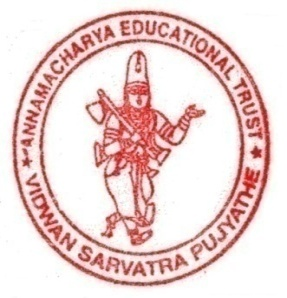 ANNAMACHARYA EDUCATIONAL TRUST
VIDWAN SARVATRA PUJYATHE